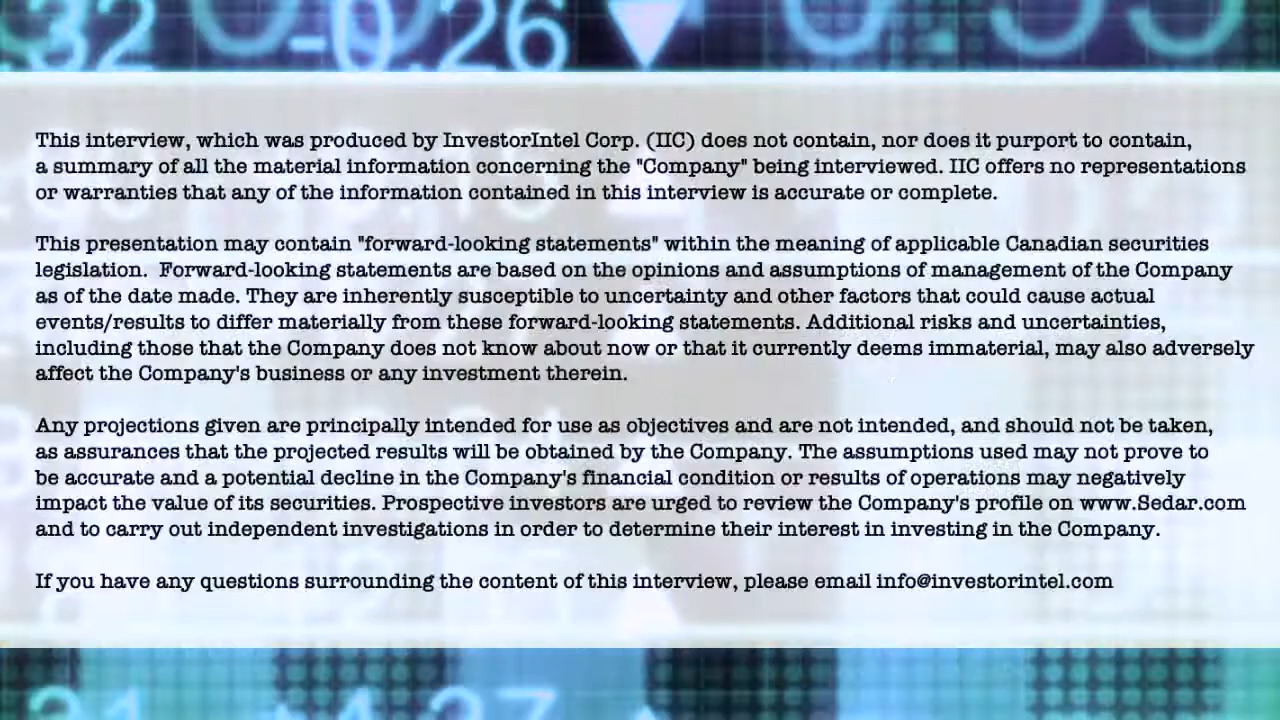 .32
-0.26
0.55
This interview, which was produced by InvestorIntel Corp. (IIC) does not contain, nor does it purport to contain,
a summary of all the material information concerning the "Company" being interviewed. IIC offers no representations
or warranties that any of the information contained in this interview is accurate or complete.
This presentation may contain "forward-looking statements" within the meaning of applicable Canadian securities
legislation.  Forward-looking statements are based on the opinions and assumptions of management of the Company
as of the date made. They are inherently susceptible to uncertainty and other factors that could cause actual
events/results to differ materially from these forward-looking statements. Additional risks and uncertainties,
including those that the Company does not know about now or that it currently deems immaterial, may also adversely
affect the Company's business or any investment therein.
Any projections given are principally intended for use as objectives and are not intended, and should not be taken,
as assurances that the projected results will be obtained by the Company. The assumptions used may not prove to
be accurate and a potential decline in the Company's financial condition or results of operations may negatively
impact the value of its securities. Prospective investors are urged to review the Company's profile on www.Sedar.com
and to carry out independent investigations in order to determine their interest in investing in the Company.
If you have any questions surrounding the content of this interview, please email info@investorintel.com